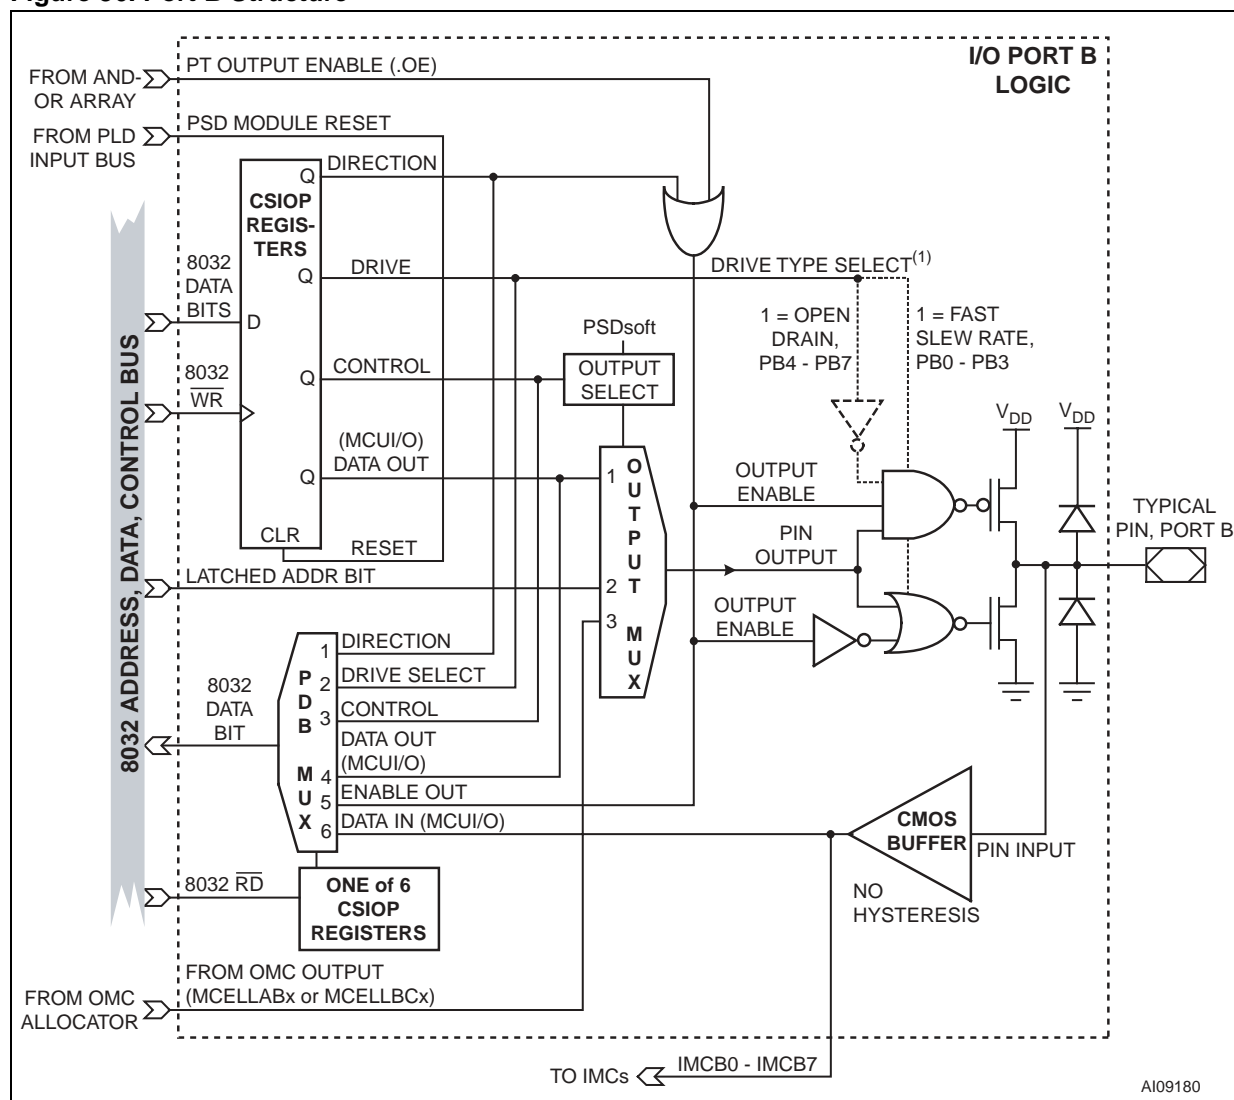 I/O PORT B
LOGIC
FROM AND-
OR ARRAY
PT OUTPUT ENABLE (.OE)
FROM PLD
INPUT BUS
PSD MODULE RESET
8032 ADDRESS, DATA, CONTROL BUS
CSIOP
REGIS-
TERS
Q
DIRECTION
Q
DRIVE
DRIVE TYPE SELECT(1)
8032
DATA
BITS
D
8032
WR
Q
CONTROL
(MCUI/O)
Q
DATA OUT
CLR
RESET
PSDsoft
OUTPUT
SELECT
1 = OPEN
DRAIN,
PB4 - PB7
1 = FAST
SLEW RATE,
PB0 - PB3
VDD
VDD
OUTPUT MUX
1
2
3
LATCHED ADDR BIT
OUTPUT
ENABLE
PIN
OUTPUT
OUTPUT
ENABLE
TYPICAL
PIN, PORT B
8032
DATA
BIT
PDB MUX
1 DIRECTION
2 DRIVE SELECT
3 CONTROL
DATA OUT
4 (MCUI/O)
5 ENABLE OUT
6 DATA IN (MCUI/O)
CMOS
BUFFER
PIN INPUT
NO
HYSTERESIS
8032 RD
ONE of 6
CSIOP
REGISTERS
FROM OMC OUTPUT
(MCELLABx or MCELLBCx)
FROM OMC
ALLOCATOR
TO IMCs
IMCB0 - IMCB7
AI09180